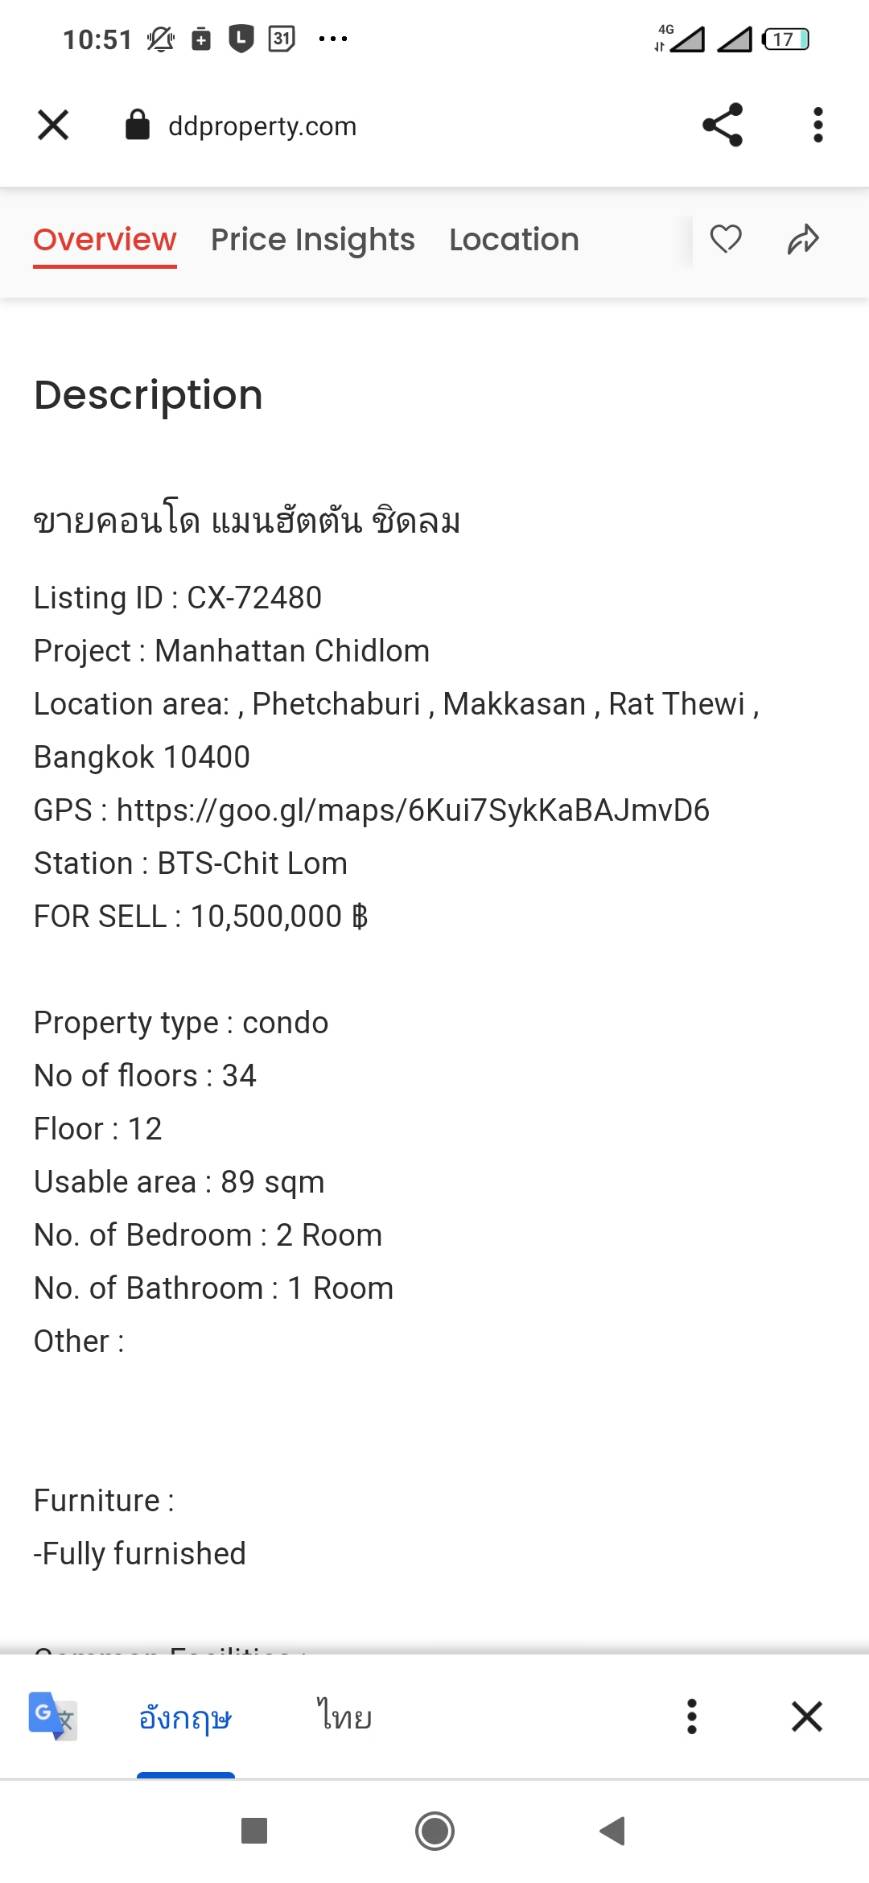 10:51 L 31 ... 4G 17
ddproperty.com
Overview Price Insights Location
Description
ขายคอนโด แมนฮัตตัน ชิดลม
Listing ID : CX-72480
Project : Manhattan Chidlom
Location area: , Phetchaburi , Makkasan , Rat Thewi ,
Bangkok 10400
GPS : https://goo.gl/maps/6Kui7SykKaBAJmvD6
Station : BTS-Chit Lom
FOR SELL : 10,500,000 ฿
Property type : condo
No of floors : 34
Floor : 12
Usable area : 89 sqm
No. of Bedroom : 2 Room
No. of Bathroom : 1 Room
Other :
Furniture :
-Fully furnished
Common Facilities :
G 文 อังกฤษ ไทย